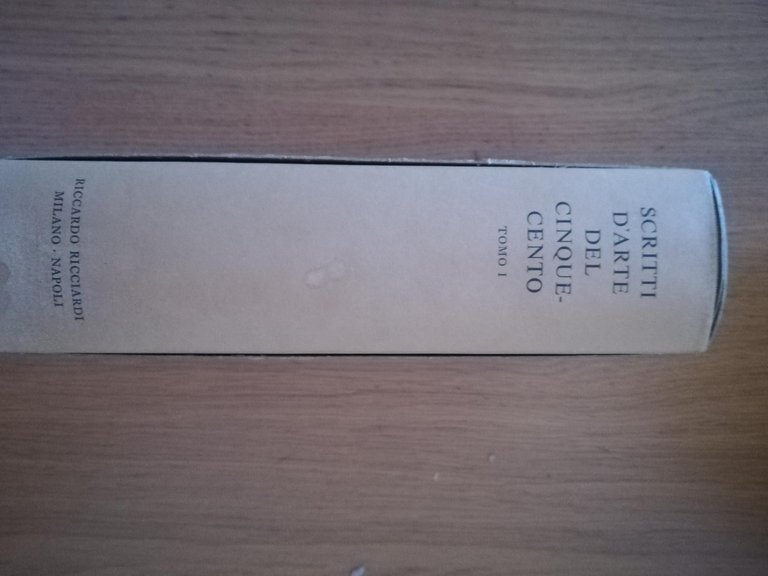 SCRITTI
D'ARTE
DEL
CINQUE-
CENTO
TOMO I
RICCARDO RICCIARDI
MILANO · NAPOLI